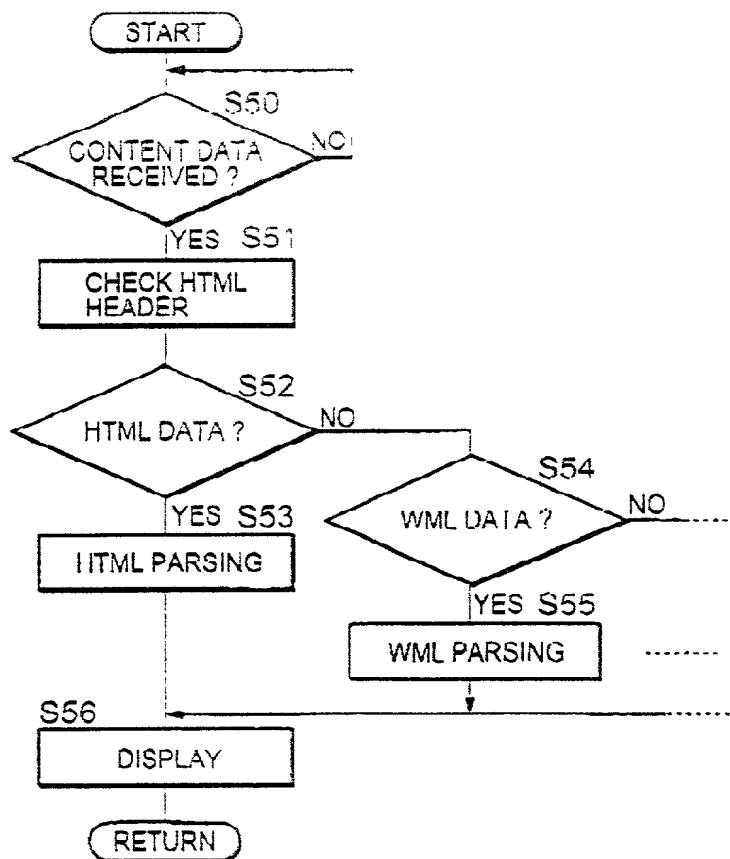 START
S50
CONTENT DATA
RECEIVED ?
NO
YES S51
CHECK HTML
HEADER
S52
HTML DATA ?
NO
S54
YES S53
WML DATA ?
NO
HTML PARSING
YES S55
WML PARSING
S56
DISPLAY
RETURN